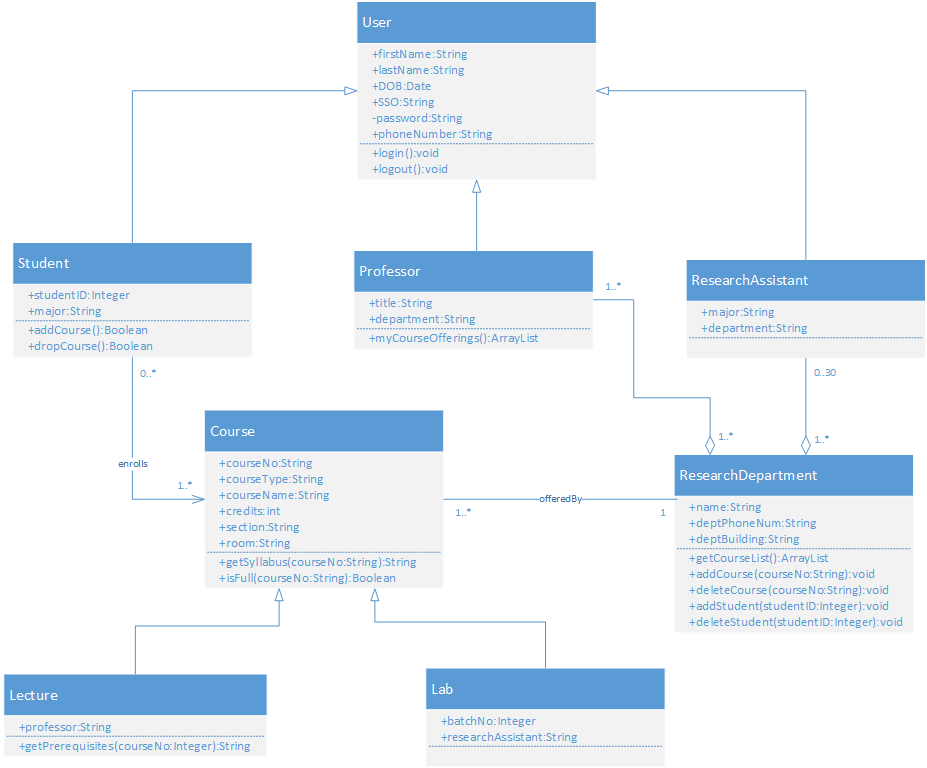 User
+firstName:String
+lastName:String
+DOB:Date
+SSO:String
-password:String
+phoneNumber:String
+login():void
+logout():void
Student
+studentID:Integer
+major:String
+addCourse():Boolean
+dropCourse():Boolean
Professor
+title:String
+department:String
+myCourseOfferings():ArrayList
1..*
ResearchAssistant
+major:String
+department:String
0..*
0..30
enrolls
1..*
1..*
1..*
Course
+courseNo:String
+courseType:String
+courseName:String
+credits:int
+section:String
+room:String
+getSyllabus(courseNo:String):String
+isFull(courseNo:String):Boolean
offeredBy
1..*
1
ResearchDepartment
+name:String
+deptPhoneNum:String
+deptBuilding:String
+getCourseList():ArrayList
+addCourse(courseNo:String):void
+deleteCourse(courseNo:String):void
+addStudent(studentID:Integer):void
+deleteStudent(studentID:Integer):void
Lecture
+professor:String
+getPrerequisites(courseNo:Integer):String
Lab
+batchNo:Integer
+researchAssistant:String